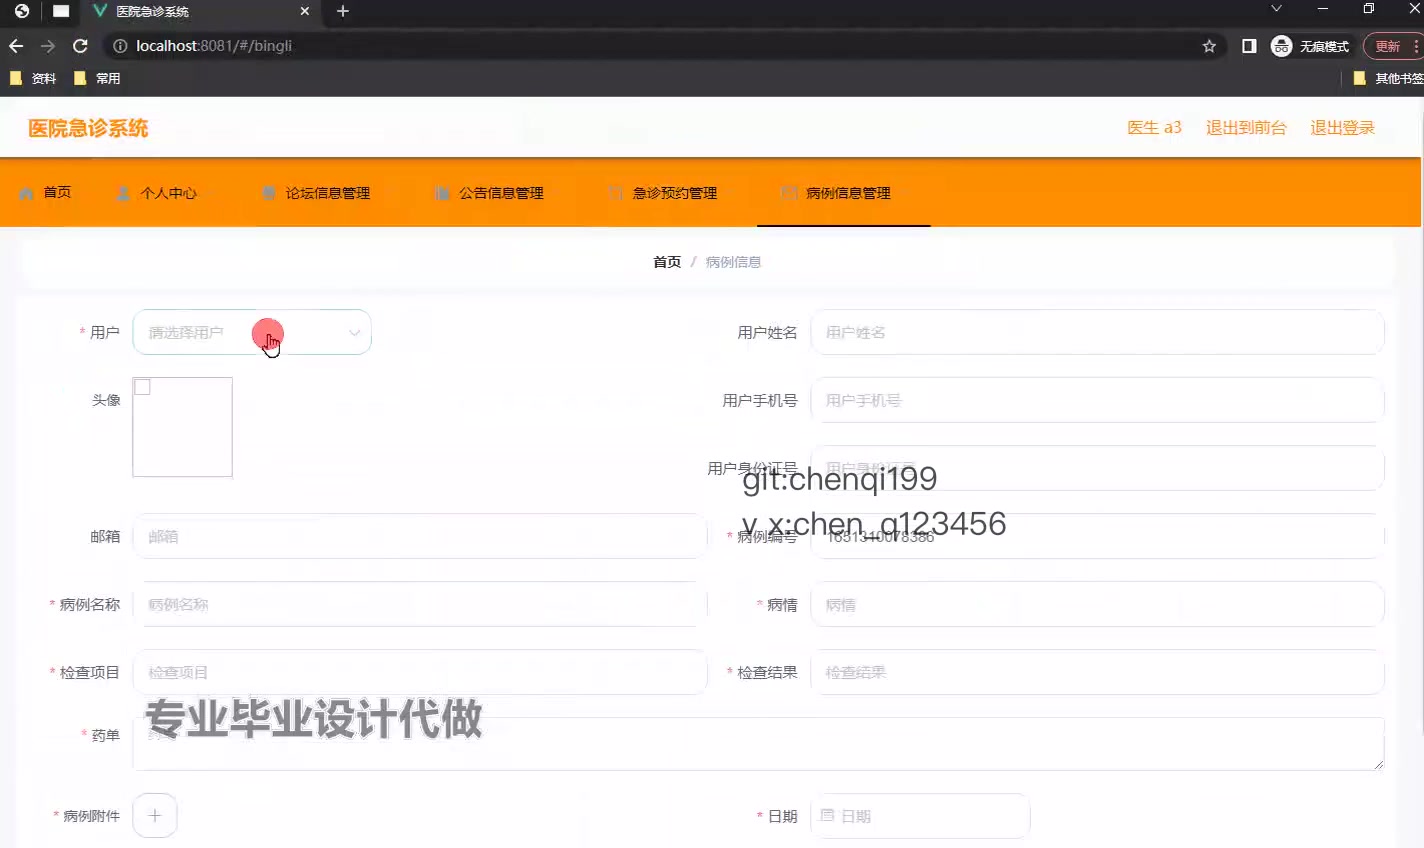 医院急诊系统
localhost:8081/#/bingli
无痕模式
更新
资料
常用
其他书签
医院急诊系统
医生 a3
退出到前台
退出登录
首页
个人中心
论坛信息管理
公告信息管理
急诊预约管理
病例信息管理
首页 / 病例信息
* 用户
请选择用户
用户姓名
用户姓名
头像
用户手机号
用户手机号
用户身份证号
用户身份证号
git:chenqi199
v_x:chen_q123456
邮箱
邮箱
* 病例编号
1651310078386
* 病例名称
病例名称
* 病情
病情
* 检查项目
检查项目
* 检查结果
检查结果
专业毕业设计代做
* 药单
* 病例附件
* 日期
日期